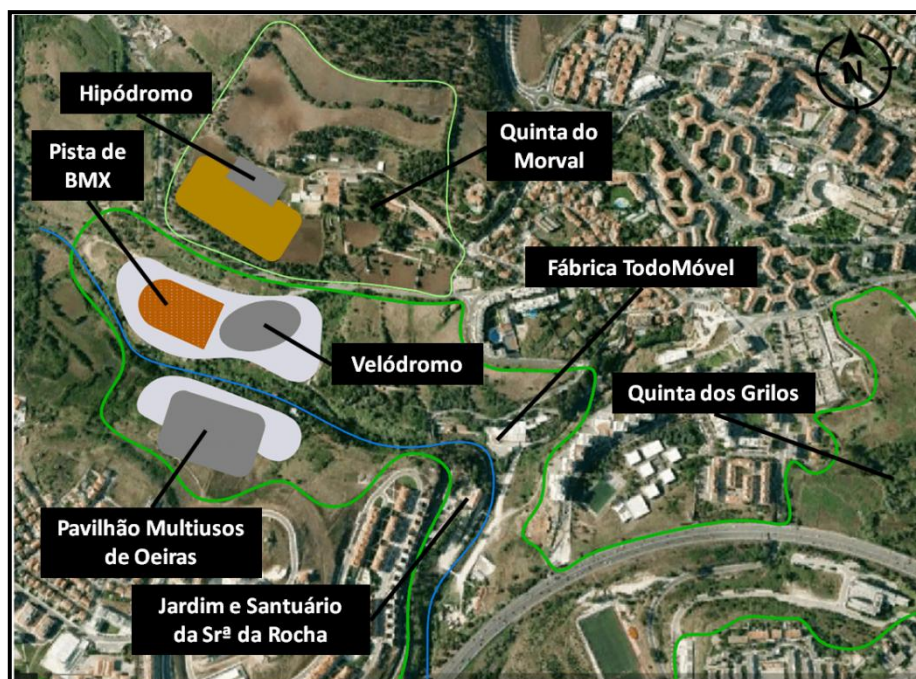 Hipódromo
N
Quinta do
Morval
Pista de
BMX
Fábrica TodoMóvel
Velódromo
Quinta dos Grilos
Pavilhão Multiusos
de Oeiras
Jardim e Santuário
da Srª da Rocha